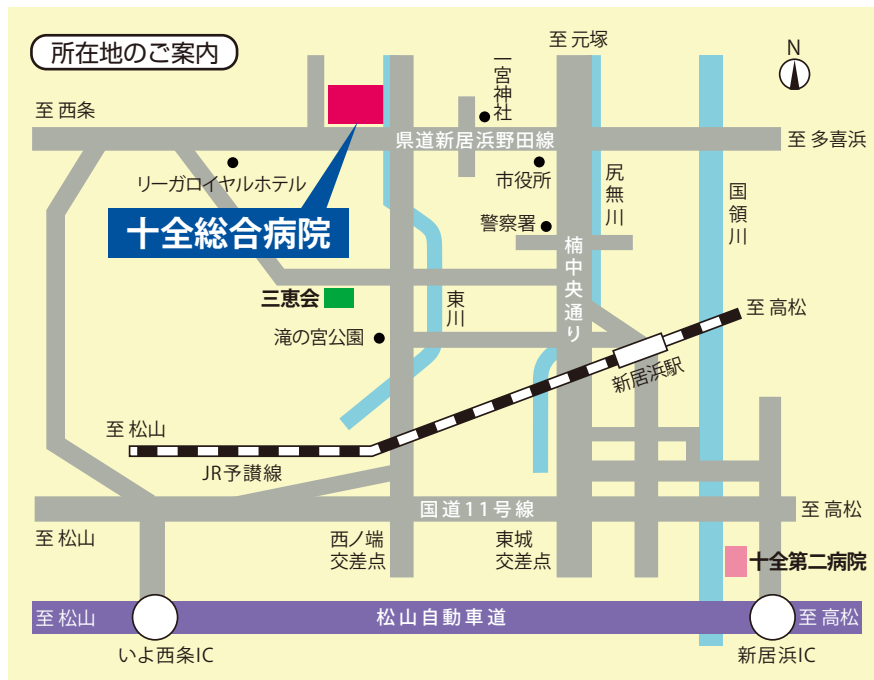 所在地のご案内
至 元塚
N
一宮神社
至 西条
県道新居浜野田線
至 多喜浜
リーガロイヤルホテル
市役所
尻無川
国領川
十全総合病院
警察署
楠中央通り
三恵会
東川
至 高松
滝の宮公園
新居浜駅
至 松山
JR予讃線
国道11号線
至 高松
至 松山
西ノ端
交差点
東城
交差点
十全第二病院
至 松山
松山自動車道
至 高松
いよ西条IC
新居浜IC